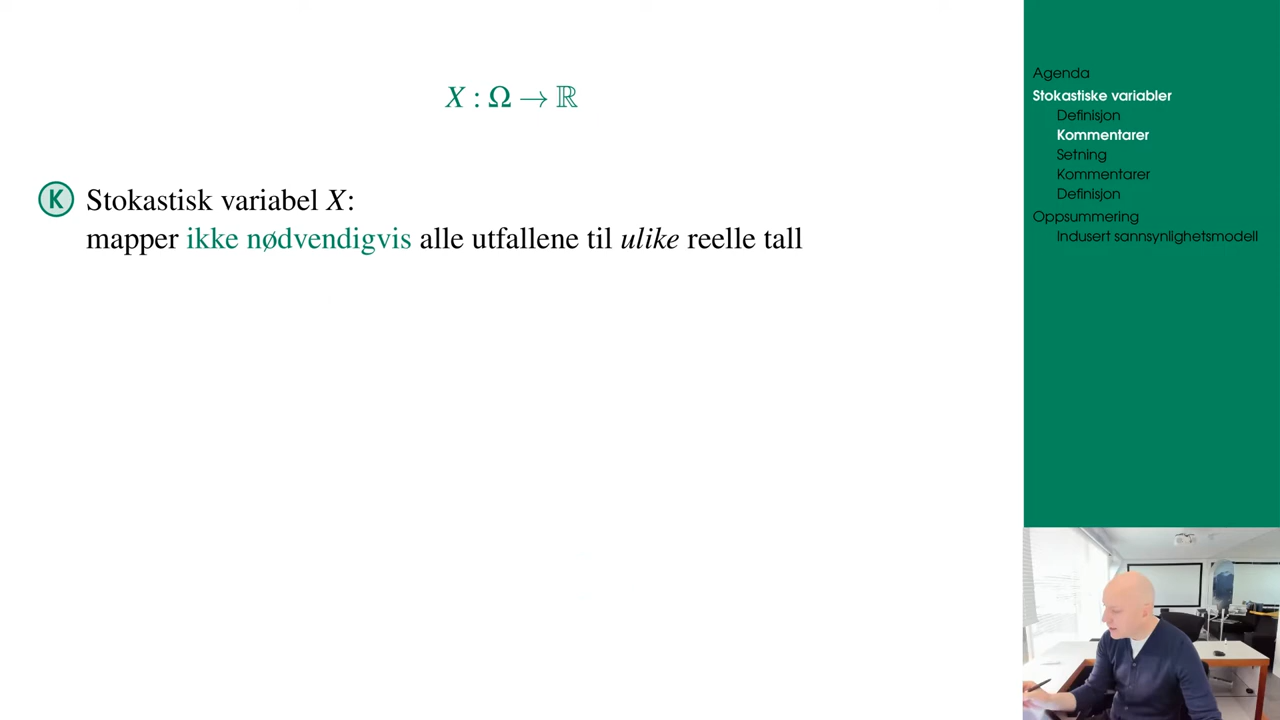 X : Ω → ℝ
K Stokastisk variabel X:
mapper ikke nødvendigvis alle utfallene til ulike reelle tall
Agenda
Stokastiske variabler
Definisjon
Kommentarer
Setning
Kommentarer
Definisjon
Oppsummering
Indusert sannsynlighetsmodell